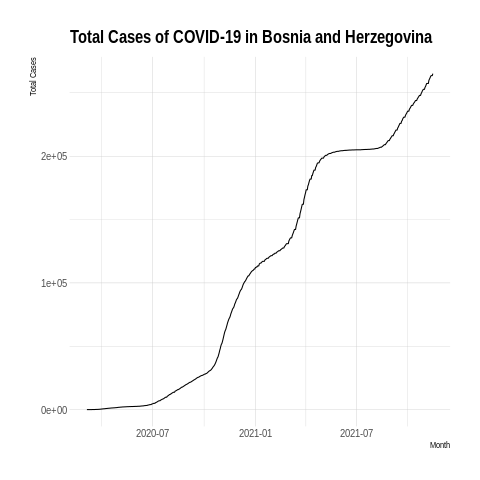 Total Cases of COVID-19 in Bosnia and Herzegovina
Total Cases
2e+05
1e+05
0e+00
2020-07 2021-01 2021-07
Month